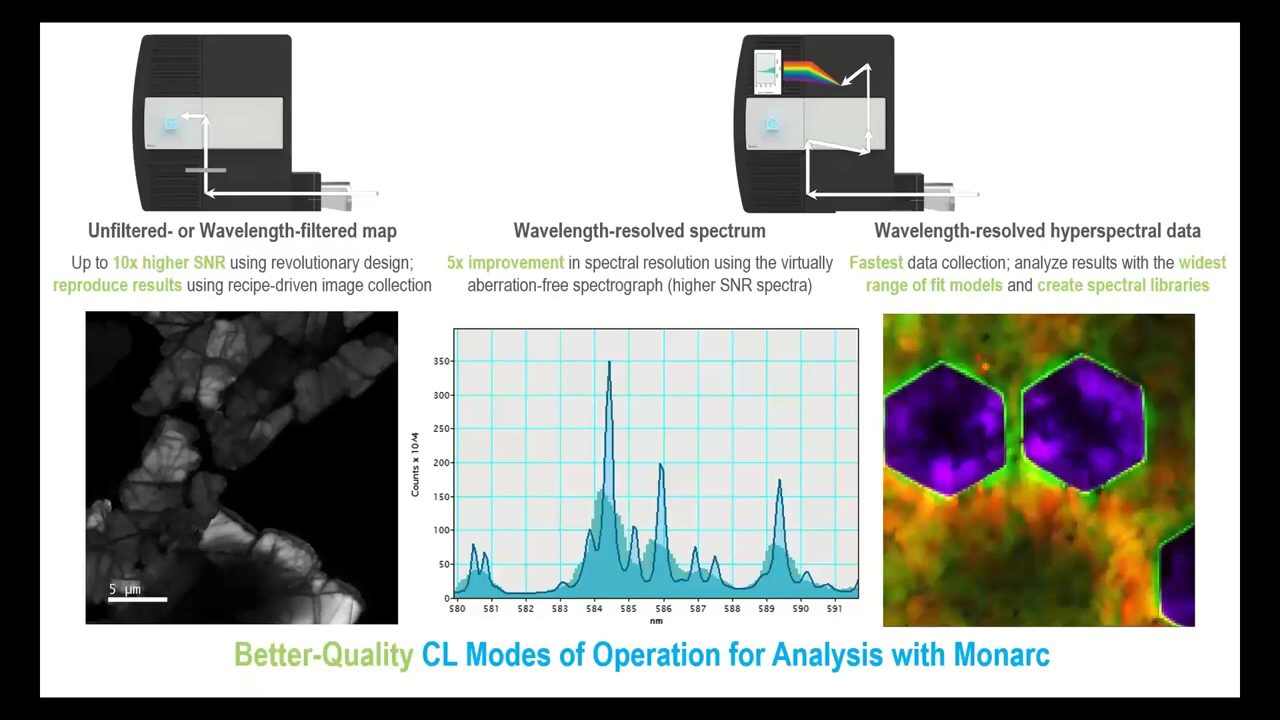 Unfiltered- or Wavelength-filtered map
Up to 10x higher SNR using revolutionary design;
reproduce results using recipe-driven image collection
Wavelength-resolved spectrum
5x improvement in spectral resolution using the virtually
aberration-free spectrograph (higher SNR spectra)
Wavelength-resolved hyperspectral data
Fastest data collection; analyze results with the widest
range of fit models and create spectral libraries
5 µm
Counts x 10^4
350
300
250
200
150
100
50
0
580 581 582 583 584 585 586 587 588 589 590 591
nm
Better-Quality CL Modes of Operation for Analysis with Monarc